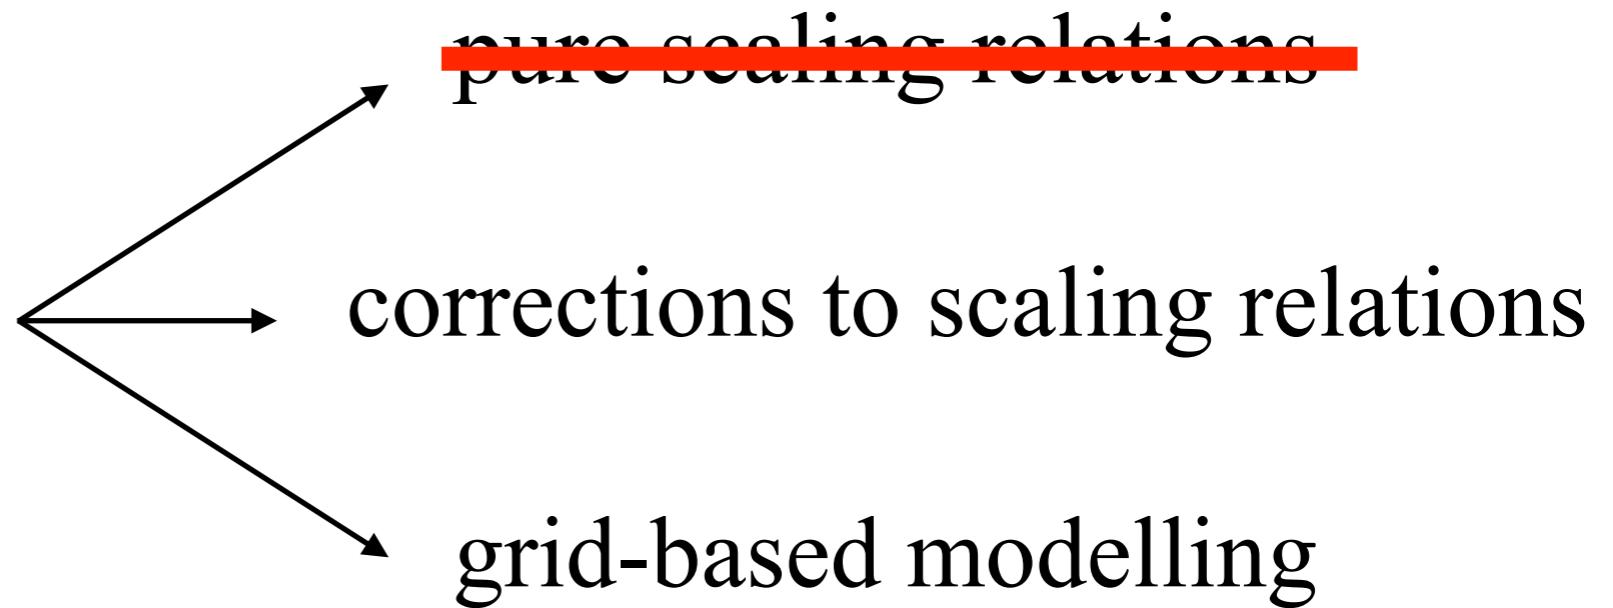 pure scaling relations
corrections to scaling relations
grid-based modelling